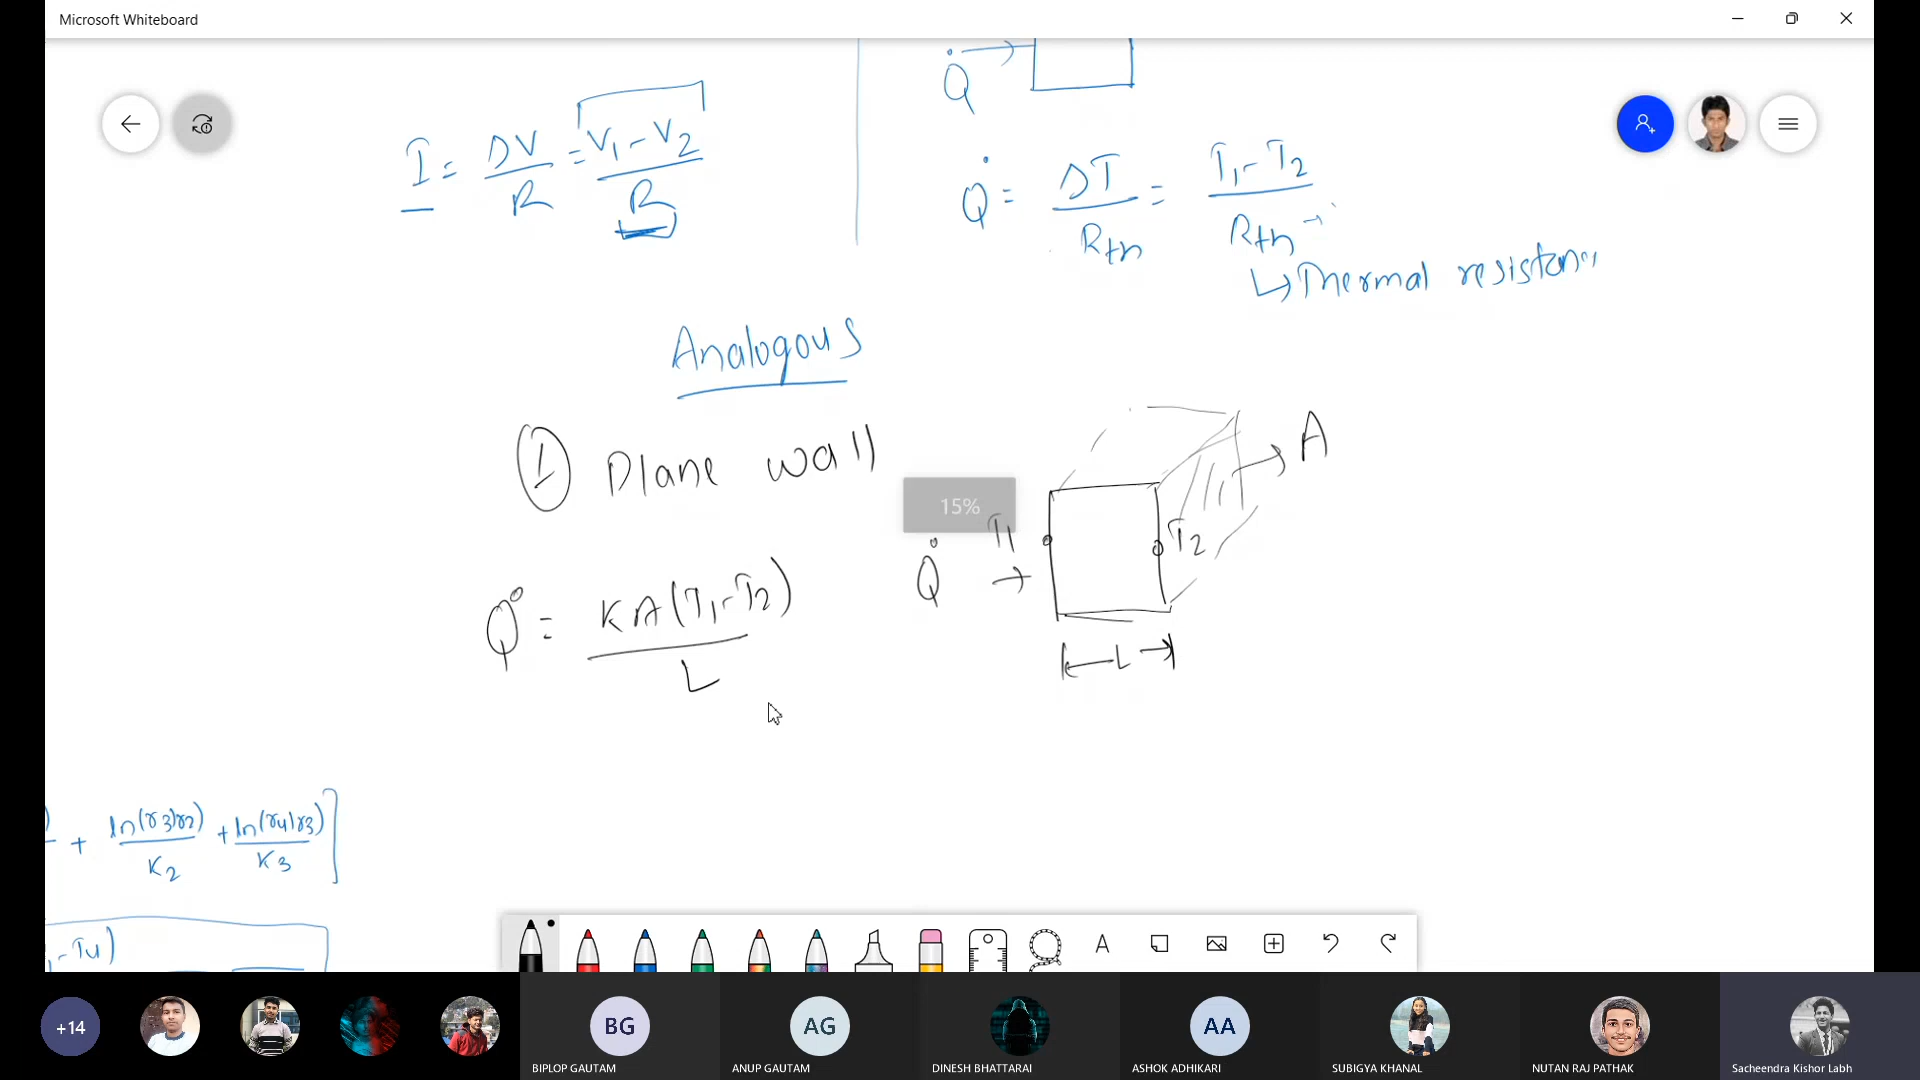 Microsoft Whiteboard
Q̇ →
I = ΔV/R = V₁-V₂/R
Q̇ = ΔT/Rth = T₁-T₂/Rth →
↳ Thermal resistan
Analogous
① Plane wall
→ A
15%
Q̇ → T₁ T₂
Q̇ = KA(T₁-T₂)/L
|←L→|
) + ln(r3/r2)/K₂ + ln(r4/r3)/K₃ ]
-T4)
A
+14
BG
AG
AA
BIPLOP GAUTAM
ANUP GAUTAM
DINESH BHATTARAI
ASHOK ADHIKARI
SUBIGYA KHANAL
NUTAN RAJ PATHAK
Sacheendra Kishor Labh